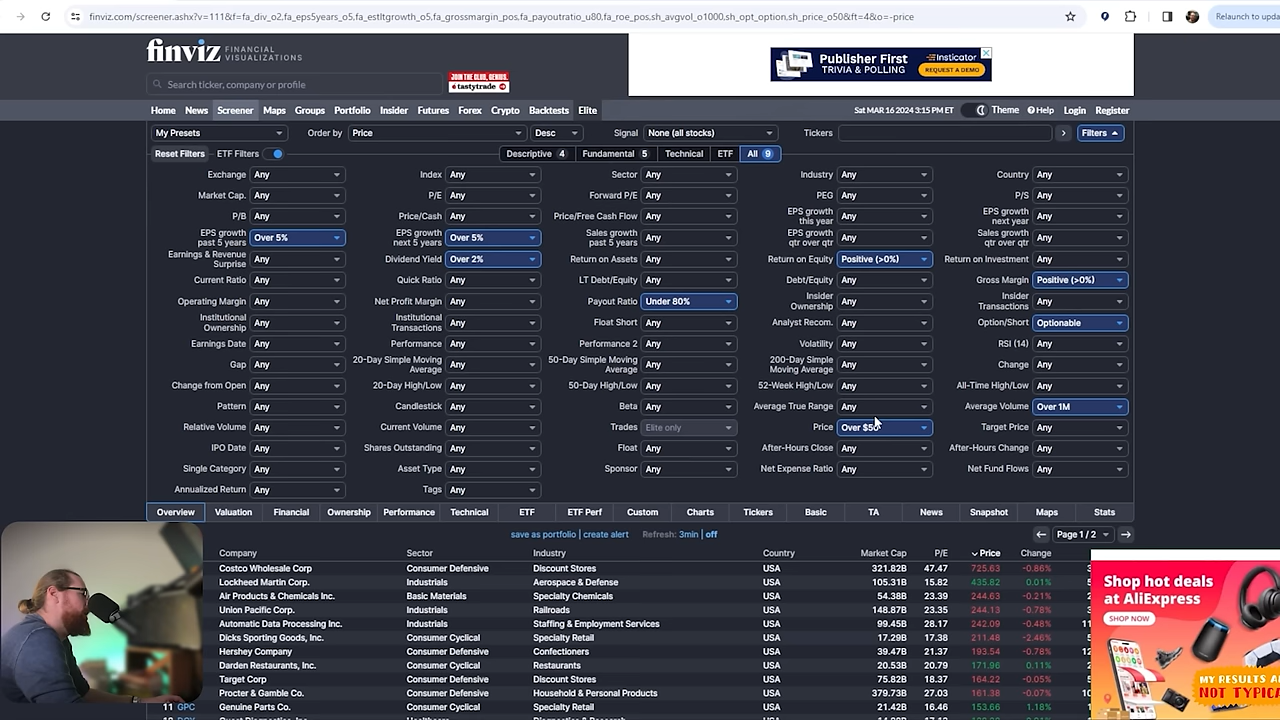 finviz.com/screener.ashx?v=111&f=fa_div_o2,fa_eps5years_o5,fa_estltgrowth_o5,fa_grossmargin_pos,fa_payoutratio_u80,fa_roe_pos,sh_avgvol_o1000,sh_opt_option,sh_price_o50&ft=4&o=-price
Relaunch to upda
finviz FINANCIAL VISUALIZATIONS
Publisher First TRIVIA & POLLING Insticator REQUEST A DEMO
Search ticker, company or profile
JOIN THE BLUE, GENIUS. tastytrade
Home News Screener Maps Groups Portfolio Insider Futures Forex Crypto Backtests Elite Sat MAR 16 2024 3:15 PM ET Theme Help Login Register
My Presets Order by Price Desc Signal None (all stocks) Tickers Filters
Reset Filters ETF Filters Descriptive 4 Fundamental 5 Technical ETF All 9
Exchange Any Index Any Sector Any Industry Any Country Any
Market Cap. Any P/E Any Forward P/E Any PEG Any P/S Any
P/B Any Price/Cash Any Price/Free Cash Flow Any EPS growth this year Any EPS growth next year Any
EPS growth past 5 years Over 5% EPS growth next 5 years Over 5% Sales growth past 5 years Any EPS growth qtr over qtr Any Sales growth qtr over qtr Any
Earnings & Revenue Surprise Any Dividend Yield Over 2% Return on Assets Any Return on Equity Positive (>0%) Return on Investment Any
Current Ratio Any Quick Ratio Any LT Debt/Equity Any Debt/Equity Any Gross Margin Positive (>0%)
Operating Margin Any Net Profit Margin Any Payout Ratio Under 80% Insider Ownership Any Insider Transactions Any
Institutional Ownership Any Institutional Transactions Any Float Short Any Analyst Recom. Any Option/Short Optionable
Earnings Date Any Performance Any Performance 2 Any Volatility Any RSI (14) Any
Gap Any 20-Day Simple Moving Average Any 50-Day Simple Moving Average Any 200-Day Simple Moving Average Any Change Any
Change from Open Any 20-Day High/Low Any 50-Day High/Low Any 52-Week High/Low Any All-Time High/Low Any
Pattern Any Candlestick Any Beta Any Average True Range Any Average Volume Over 1M
Relative Volume Any Current Volume Any Trades Elite only Price Over $50 Target Price Any
IPO Date Any Shares Outstanding Any Float Any After-Hours Close Any After-Hours Change Any
Single Category Any Asset Type Any Sponsor Any Net Expense Ratio Any Net Fund Flows Any
Annualized Return Any Tags Any
Overview Valuation Financial Ownership Performance Technical ETF ETF Perf Custom Charts Tickers Basic TA News Snapshot Maps Stats
save as portfolio | create alert Refresh: 3min | off Page 1 / 2
Company Sector Industry Country Market Cap P/E Price Change
Costco Wholesale Corp Consumer Defensive Discount Stores USA 321.82B 47.47 725.63 -0.86%
Lockheed Martin Corp. Industrials Aerospace & Defense USA 105.31B 15.82 435.82 0.01%
Air Products & Chemicals Inc. Basic Materials Specialty Chemicals USA 54.38B 23.39 244.63 -0.21%
Union Pacific Corp. Industrials Railroads USA 148.87B 23.35 244.13 -0.78%
Automatic Data Processing Inc. Industrials Staffing & Employment Services USA 99.45B 28.17 242.09 -0.48%
Dicks Sporting Goods, Inc. Consumer Cyclical Specialty Retail USA 17.29B 17.38 211.48 -2.46%
Hershey Company Consumer Defensive Confectioners USA 39.47B 21.37 193.54 -0.78%
Darden Restaurants, Inc. Consumer Cyclical Restaurants USA 20.53B 20.79 171.96 0.11%
Target Corp Consumer Defensive Discount Stores USA 75.82B 18.37 164.22 -0.05%
Procter & Gamble Co. Consumer Defensive Household & Personal Products USA 379.73B 27.03 161.38 -0.07%
11 GPC Genuine Parts Co. Consumer Cyclical Specialty Retail USA 21.42B 16.46 153.66 1.18%
Shop hot deals
at AliExpress
SHOP NOW
MY RESULTS A
NOT TYPICA